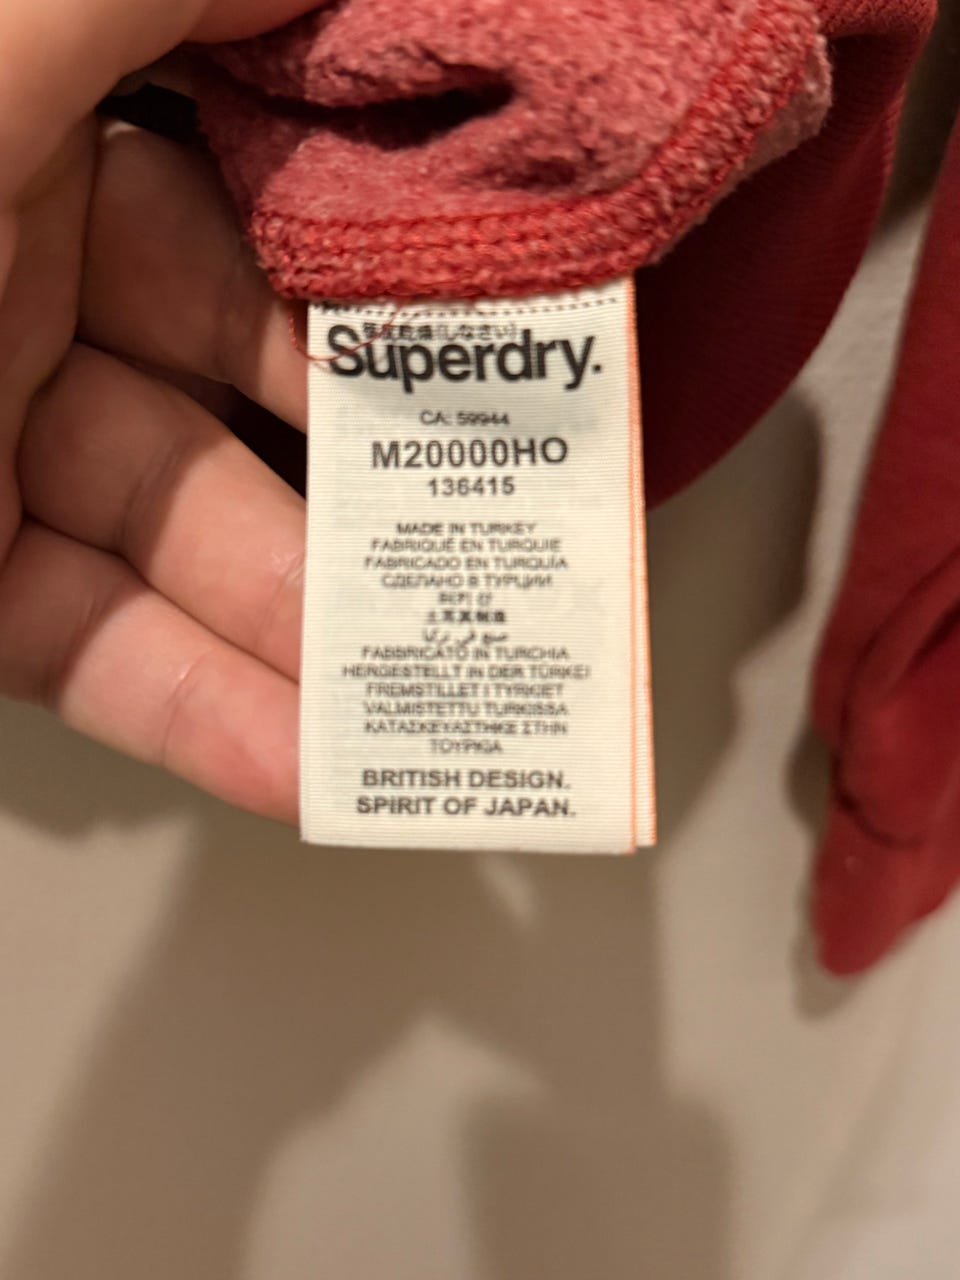 Superdry.
CA: 59944
M20000HO
136415
MADE IN TURKEY
FABRIQUÉ EN TURQUIE
FABRICADO EN TURQUÍA
СДЕЛАНО В ТУРЦИИ
土耳其制造
صنع في تركيا
FABBRICATO IN TURCHIA
HERGESTELLT IN DER TÜRKEI
FREMSTILLET I TYRKIET
VALMISTETTU TURKISSA
ΚΑΤΑΣΚΕΥΑΣΤΗΚΕ ΣΤΗΝ
ΤΟΥΡΚΙΑ
BRITISH DESIGN.
SPIRIT OF JAPAN.